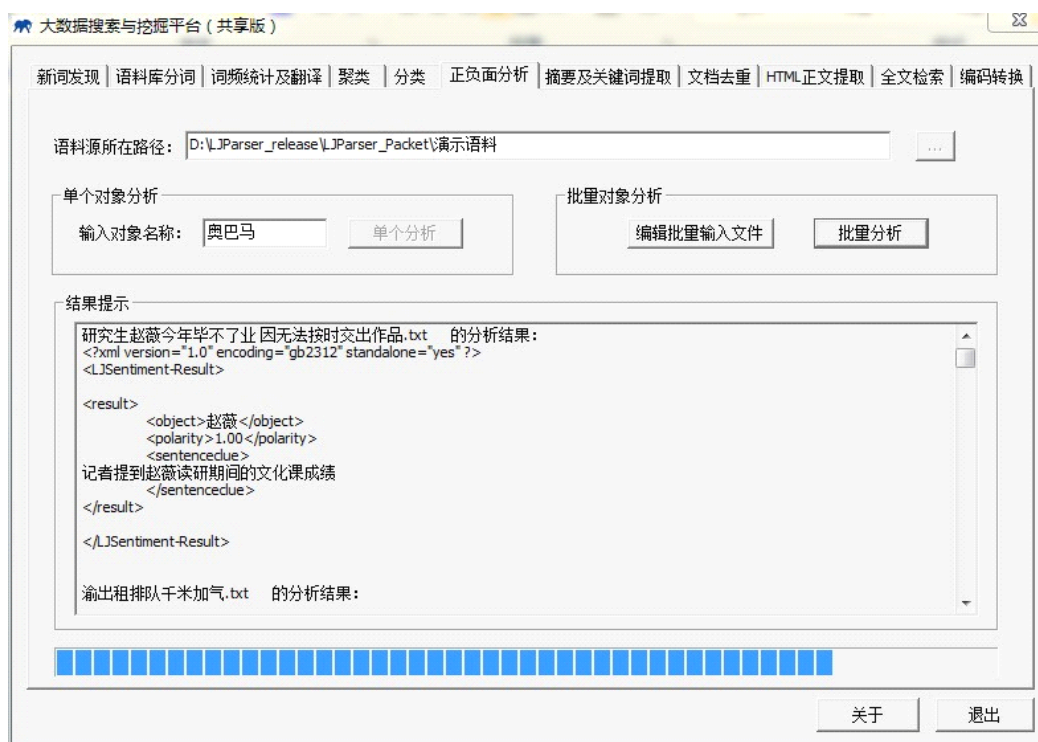 大数据搜索与挖掘平台(共享版)
新词发现 语料库分词 词频统计及翻译 聚类 分类 正负面分析 摘要及关键词提取 文档去重 HTML正文提取 全文检索 编码转换
语料源所在路径: D:\LJParser_release\LJParser_Packet\演示语料 ...
单个对象分析 批量对象分析
输入对象名称: 奥巴马 单个分析 编辑批量输入文件 批量分析
结果提示
研究生赵薇今年毕不了业 因无法按时交出作品.txt 的分析结果:
<?xml version="1.0" encoding="gb2312" standalone="yes" ?>
<LJSentiment-Result>
<result>
<object>赵薇</object>
<polarity>1.00</polarity>
<sentenceclue>
记者提到赵薇读研期间的文化课成绩
</sentenceclue>
</result>
</LJSentiment-Result>
渝出租排队千米加气.txt 的分析结果:
关于 退出